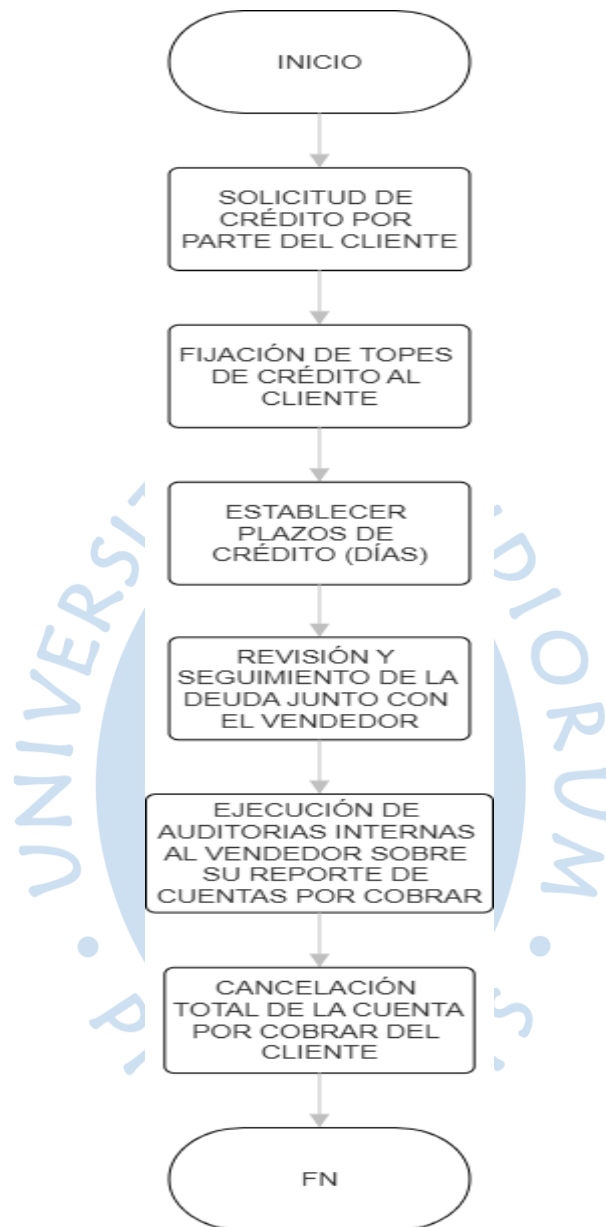 INICIO
SOLICITUD DE
CRÉDITO POR
PARTE DEL CLIENTE
FIJACIÓN DE TOPES
DE CRÉDITO AL
CLIENTE
ESTABLECER
PLAZOS DE
CRÉDITO (DÍAS)
REVISIÓN Y
SEGUIMIENTO DE LA
DEUDA JUNTO CON
EL VENDEDOR
EJECUCIÓN DE
AUDITORIAS INTERNAS
AL VENDEDOR SOBRE
SU REPORTE DE
CUENTAS POR COBRAR
CANCELACIÓN
TOTAL DE LA CUENTA
POR COBRAR DEL
CLIENTE
FN